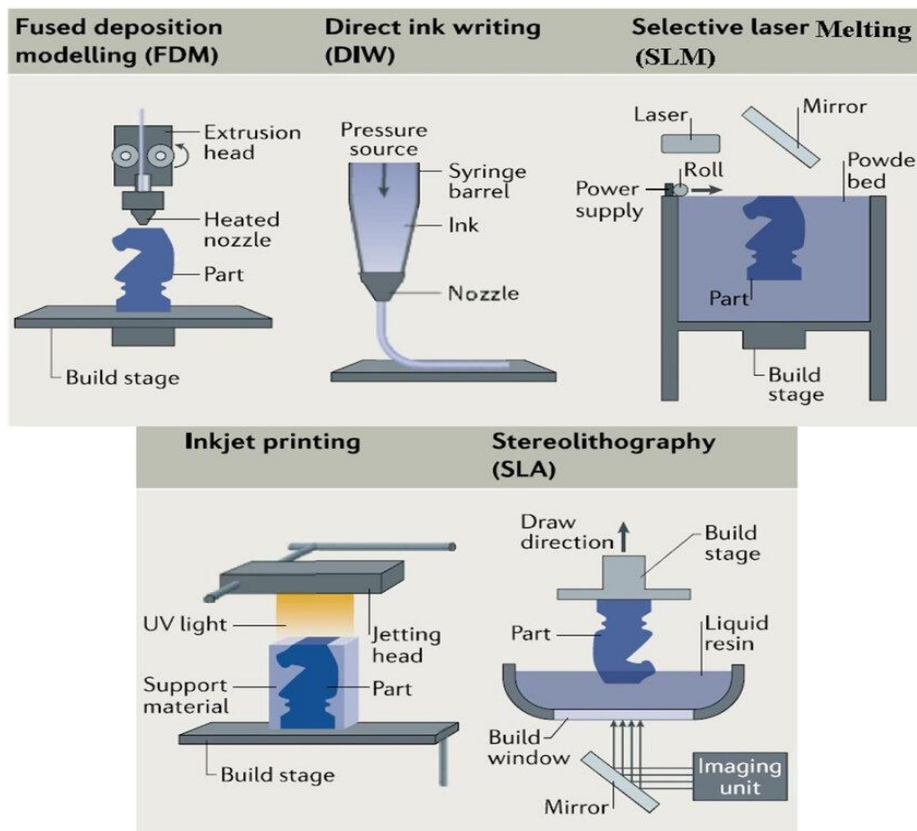 Fused deposition
modelling (FDM)
Direct ink writing
(DIW)
Selective laser Melting
(SLM)
Extrusion
head
Heated
nozzle
Part
Build stage
Pressure
source
Syringe
barrel
Ink
Nozzle
Laser
Mirror
Roll
Powde
bed
Power
supply
Part
Build
stage
Inkjet printing
Stereolithography
(SLA)
UV light
Jetting
head
Support
material
Part
Build stage
Draw
direction
Build
stage
Part
Liquid
resin
Build
window
Mirror
Imaging
unit